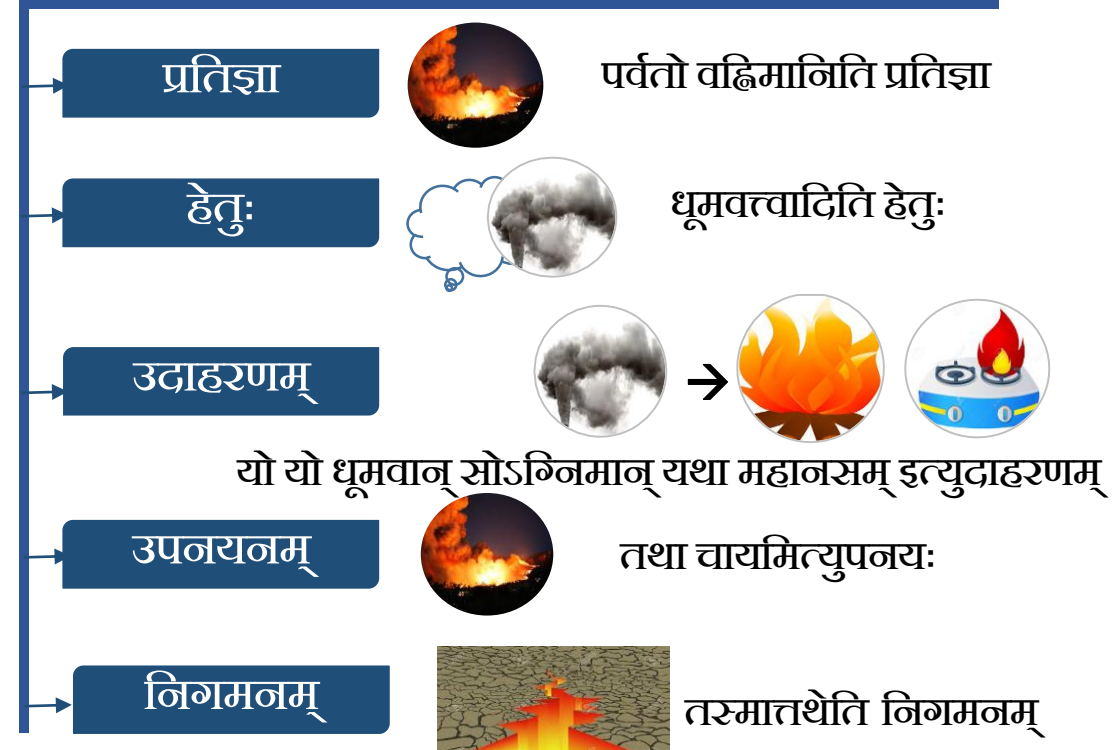 प्रतिज्ञा
पर्वतो वह्निमानिति प्रतिज्ञा
हेतुः
धूमवत्त्वादिति हेतुः
उदाहरणम्
यो यो धूमवान् सोऽग्निमान् यथा महानसम् इत्युदाहरणम्
उपनयनम्
तथा चायमित्युपनयः
निगमनम्
तस्मात्तथेति निगमनम्